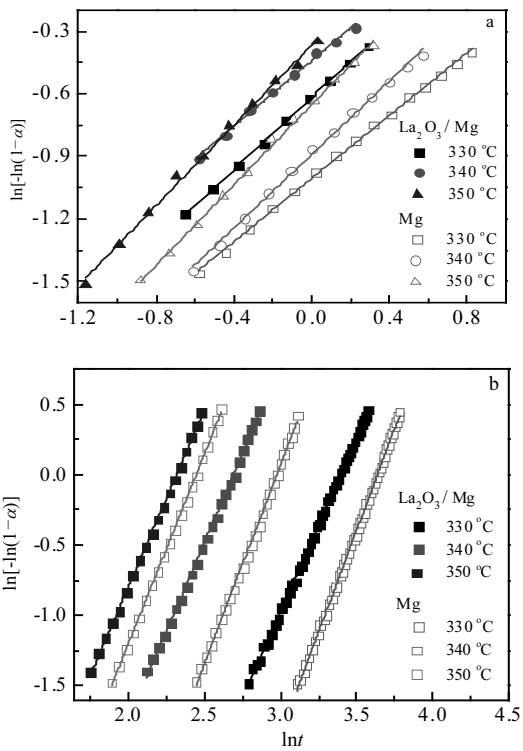 a
-0.3
-0.6
-0.9
-1.2
-1.5
ln[-ln(1-α)]
La₂O₃/Mg
330 °C
340 °C
350 °C
Mg
330 °C
340 °C
350 °C
-1.2 -0.8 -0.4 0.0 0.4 0.8
b
0.5
0.0
-0.5
-1.0
-1.5
ln[-ln(1-α)]
La₂O₃/Mg
330 °C
340 °C
350 °C
Mg
330 °C
340 °C
350 °C
2.0 2.5 3.0 3.5 4.0 4.5
lnt